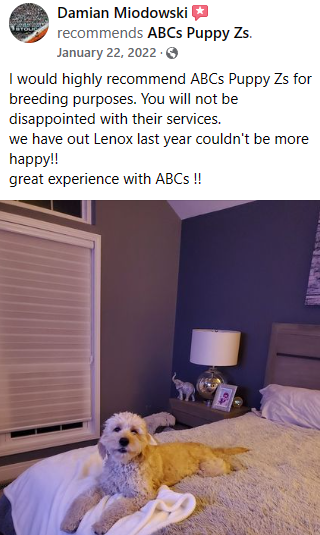 Damian Miodowski
recommends ABCs Puppy Zs.
January 22, 2022 ·
I would highly recommend ABCs Puppy Zs for
breeding purposes. You will not be
disappointed with their services.
we have out Lenox last year couldn't be more
happy!!
great experience with ABCs !!